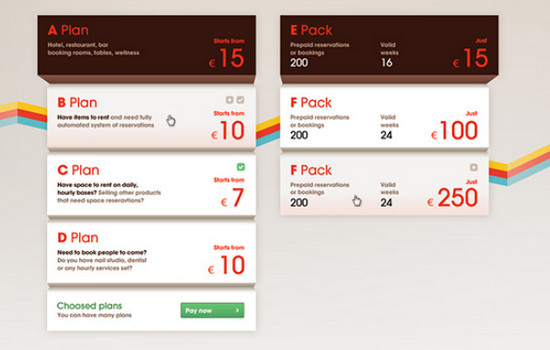 A Plan
Hotel, restaurant, bar
booking rooms, tables, wellness
Starts from
€ 15
B Plan
Have items to rent and need fully
automated system of reservations
Starts from
€ 10
C Plan
Have space to rent on daily,
hourly bases? Selling other products
that need space reseravtions?
Starts from
€ 7
D Plan
Need to book people to come?
Do you have nail studio, dentist
or any hourly services set?
Starts from
€ 10
Choosed plans
You can have many plans
Pay now
E Pack
Prepaid reservations
or bookings
200
Valid
weeks
16
Just
€ 15
F Pack
Prepaid reservations
or bookings
200
Valid
weeks
24
Just
€ 100
F Pack
Prepaid reservations
or bookings
200
Valid
weeks
24
Just
€ 250